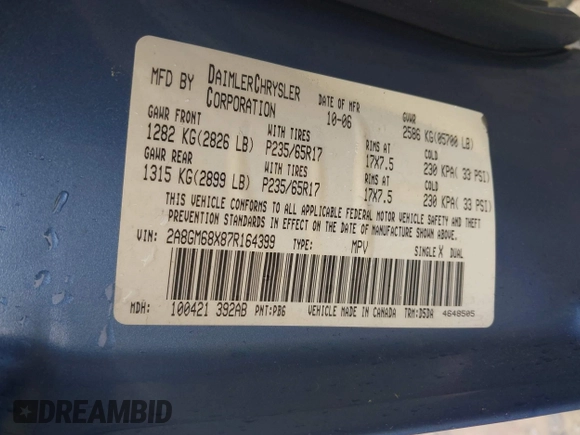 MFD BY DAIMLERCHRYSLER CORPORATION DATE OF MFR 10-06 GVWR 2586 KG(05700 LB)
GAWR FRONT WITH TIRES RIMS AT COLD
1282 KG(2826 LB) P235/65R17 17X7.5 230 KPA( 33 PSI)
GAWR REAR WITH TIRES RIMS AT COLD
1315 KG(2899 LB) P235/65R17 17X7.5 230 KPA( 33 PSI)
THIS VEHICLE CONFORMS TO ALL APPLICABLE FEDERAL MOTOR VEHICLE SAFETY AND THEFT
PREVENTION STANDARDS IN EFFECT ON THE DATE OF MANUFACTURE SHOWN ABOVE.
VIN: 2A8GM68X87R164399 TYPE: MPV SINGLE X DUAL
MDH: 100421 392AB PNT:PBG VEHICLE MADE IN CANADA TRM:D5DA 4648505
DREAMBID